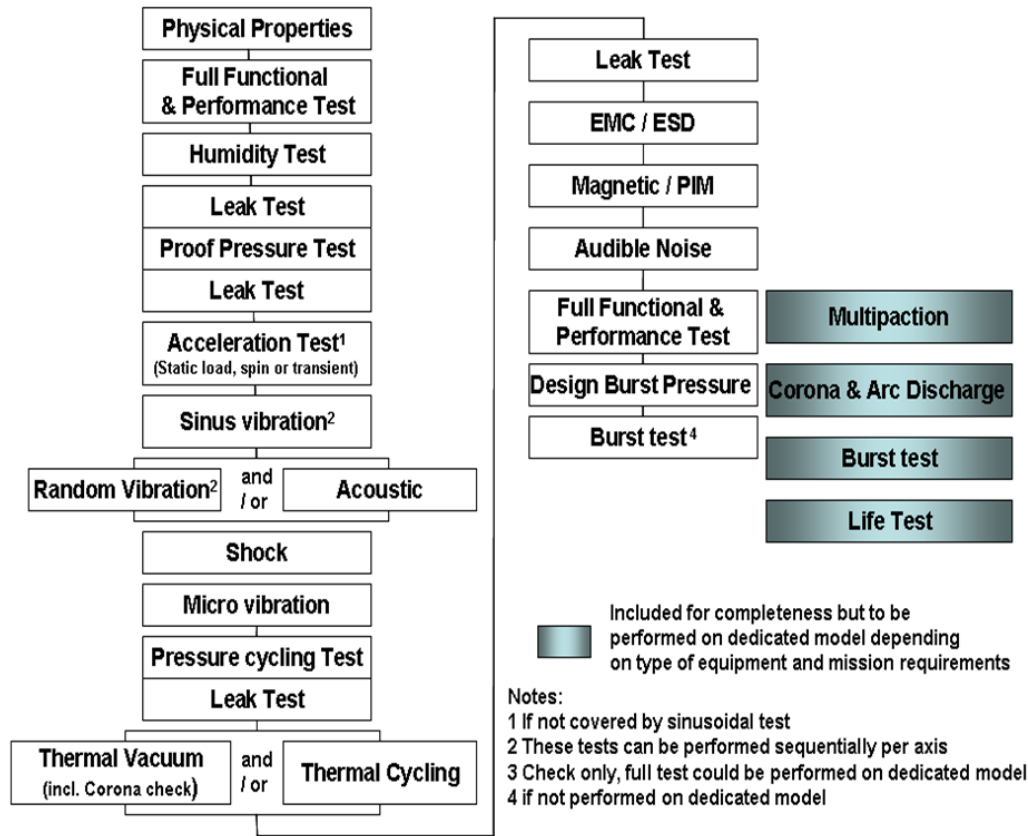 Physical Properties
Full Functional
& Performance Test
Humidity Test
Leak Test
Proof Pressure Test
Leak Test
Acceleration Test¹
(Static load, spin or transient)
Sinus vibration²
Random Vibration²
and
/ or
Acoustic
Shock
Micro vibration
Pressure cycling Test
Leak Test
Thermal Vacuum
(incl. Corona check)
and
/ or
Thermal Cycling
Leak Test
EMC / ESD
Magnetic / PIM
Audible Noise
Full Functional &
Performance Test
Design Burst Pressure
Burst test⁴
Multipaction
Corona & Arc Discharge
Burst test
Life Test
Included for completeness but to be
performed on dedicated model depending
on type of equipment and mission requirements
Notes:
1 If not covered by sinusoidal test
2 These tests can be performed sequentially per axis
3 Check only, full test could be performed on dedicated model
4 if not performed on dedicated model